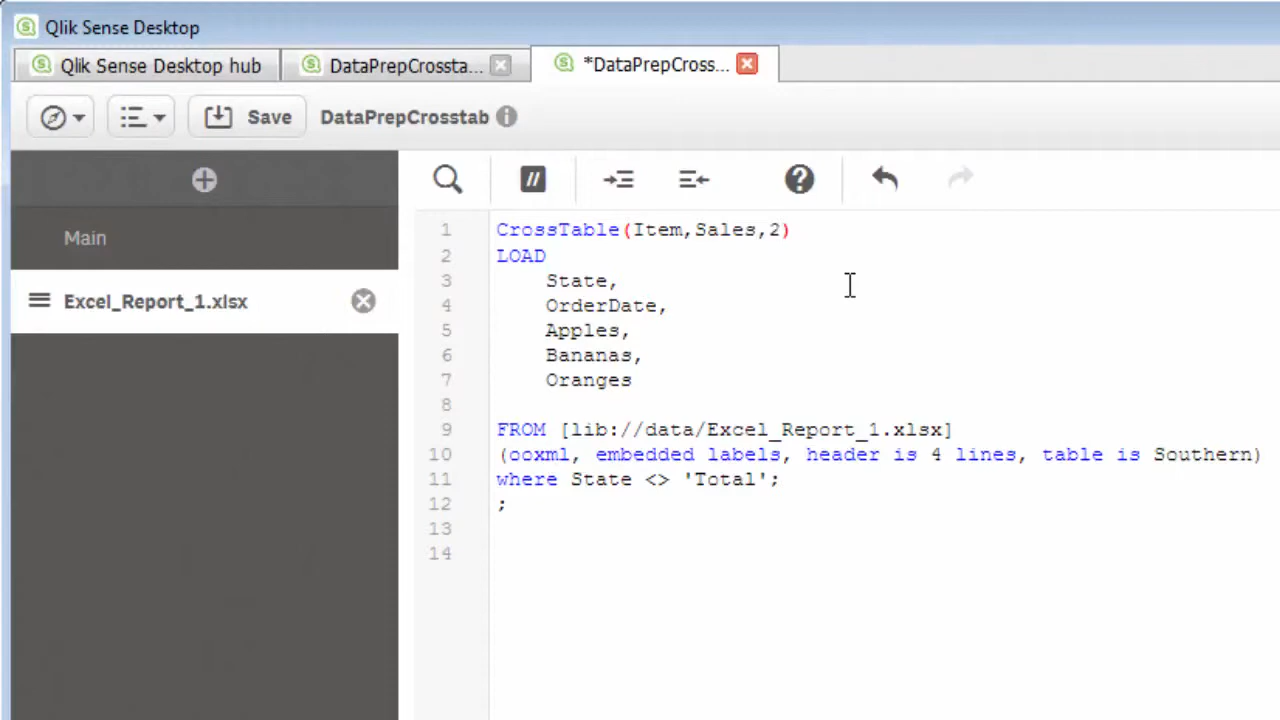 Qlik Sense Desktop
Qlik Sense Desktop hub DataPrepCrossta... *DataPrepCross...
Save DataPrepCrosstab
Main
Excel_Report_1.xlsx
1 CrossTable(Item,Sales,2)
2 LOAD
3 State,
4 OrderDate,
5 Apples,
6 Bananas,
7 Oranges
8
9 FROM [lib://data/Excel_Report_1.xlsx]
10 (ooxml, embedded labels, header is 4 lines, table is Southern)
11 where State <> 'Total';
12 ;
13
14